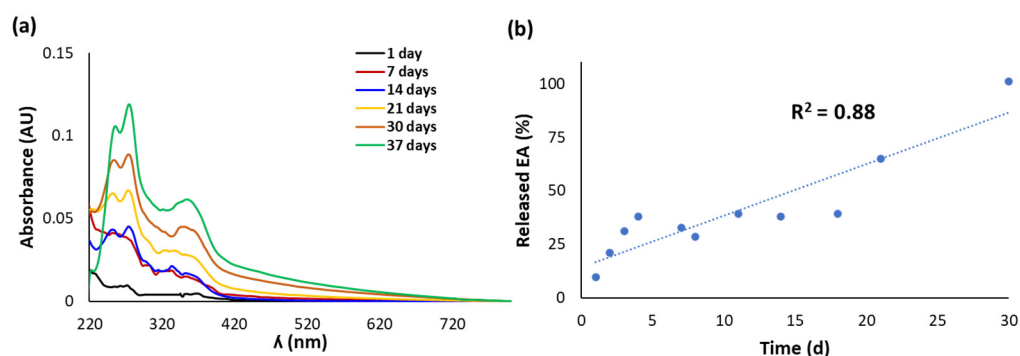 (a)
0.15
0.1
0.05
0
Absorbance (AU)
220 320 420 520 620 720
λ (nm)
1 day
7 days
14 days
21 days
30 days
37 days
(b)
100
75
50
25
0
Released EA (%)
R² = 0.88
0 5 10 15 20 25 30
Time (d)